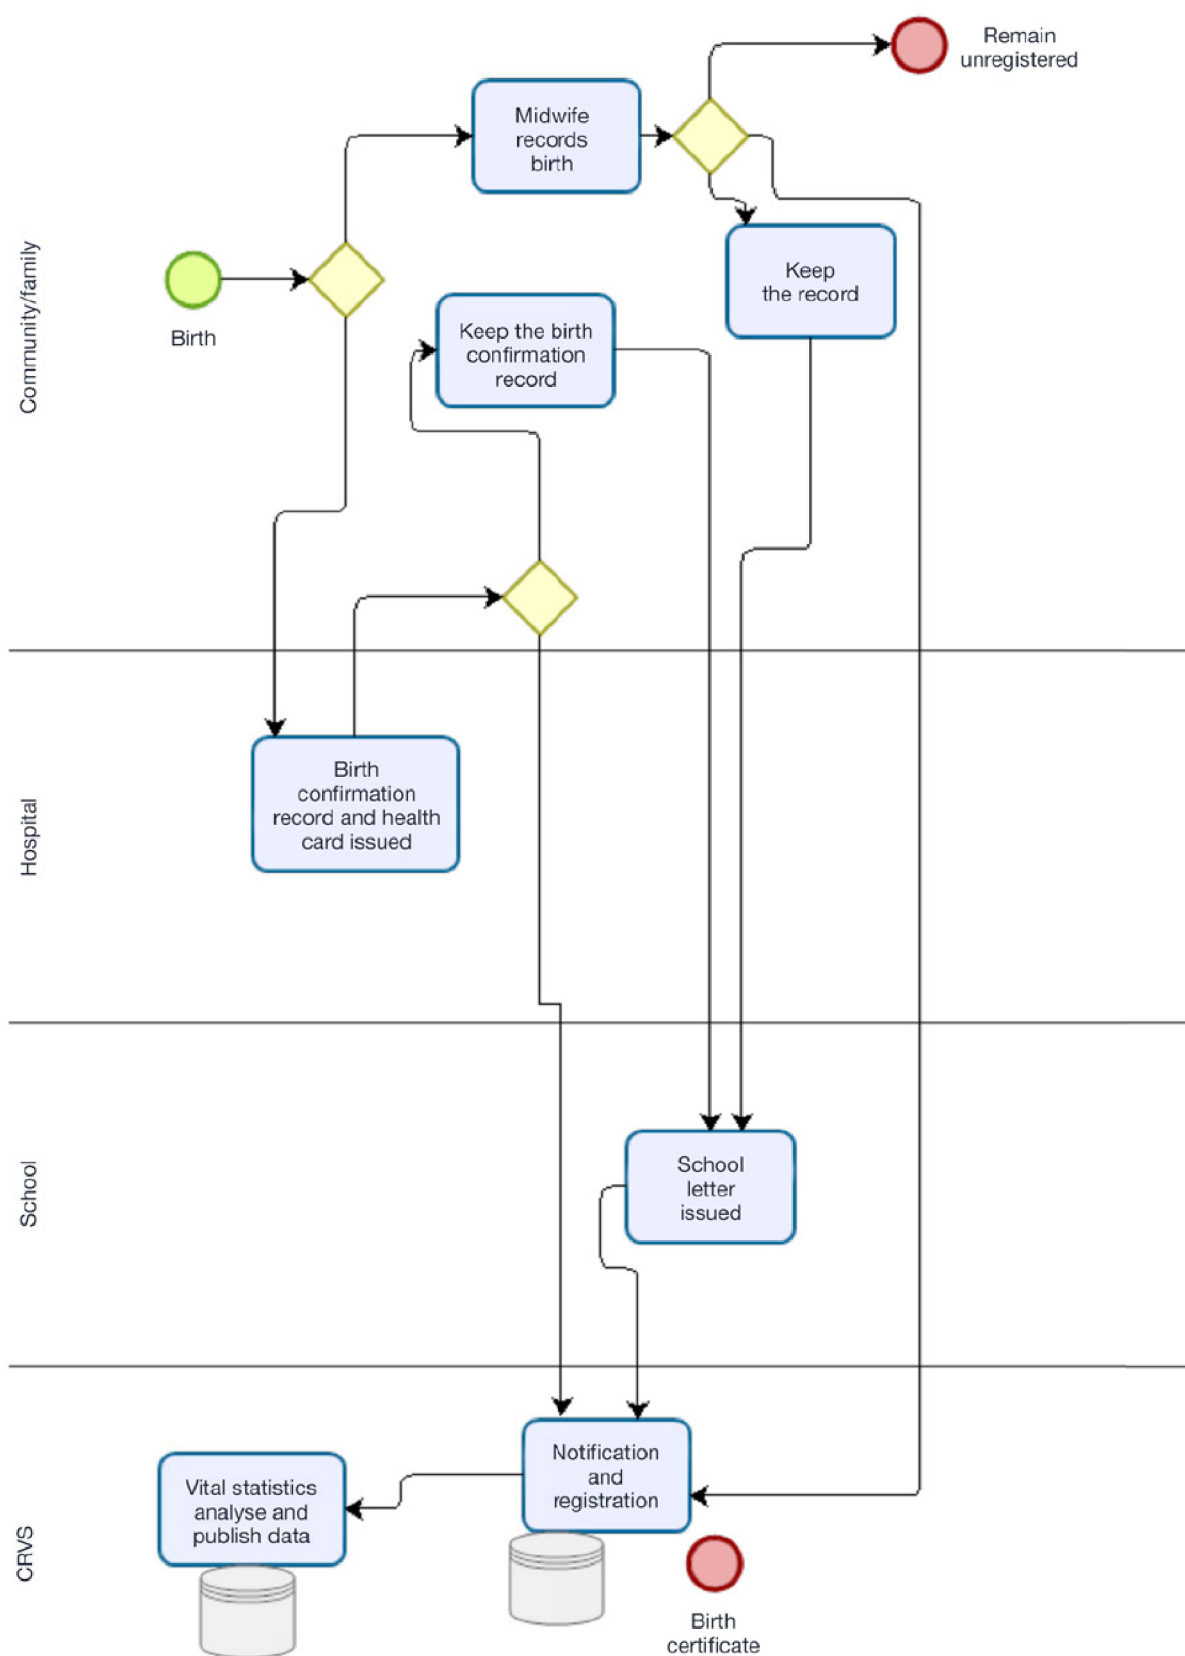 Remain
unregistered
Midwife
records
birth
Keep
the record
Community/family
Birth
Keep the birth
confirmation
record
Birth
confirmation
record and health
card issued
Hospital
School
letter
issued
School
Notification
and
registration
Vital statistics
analyse and
publish data
CRVS
Birth
certificate